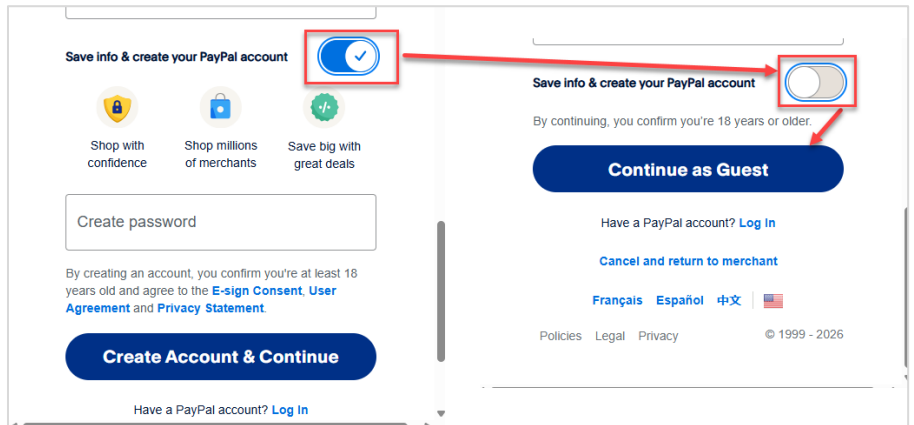 Save info & create your PayPal account
Shop with
confidence
Shop millions
of merchants
Save big with
great deals
Create password
By creating an account, you confirm you're at least 18
years old and agree to the E-sign Consent, User
Agreement and Privacy Statement.
Create Account & Continue
Have a PayPal account? Log In
Save info & create your PayPal account
By continuing, you confirm you're 18 years or older.
Continue as Guest
Have a PayPal account? Log In
Cancel and return to merchant
Français Español 中文
Policies Legal Privacy © 1999 - 2026